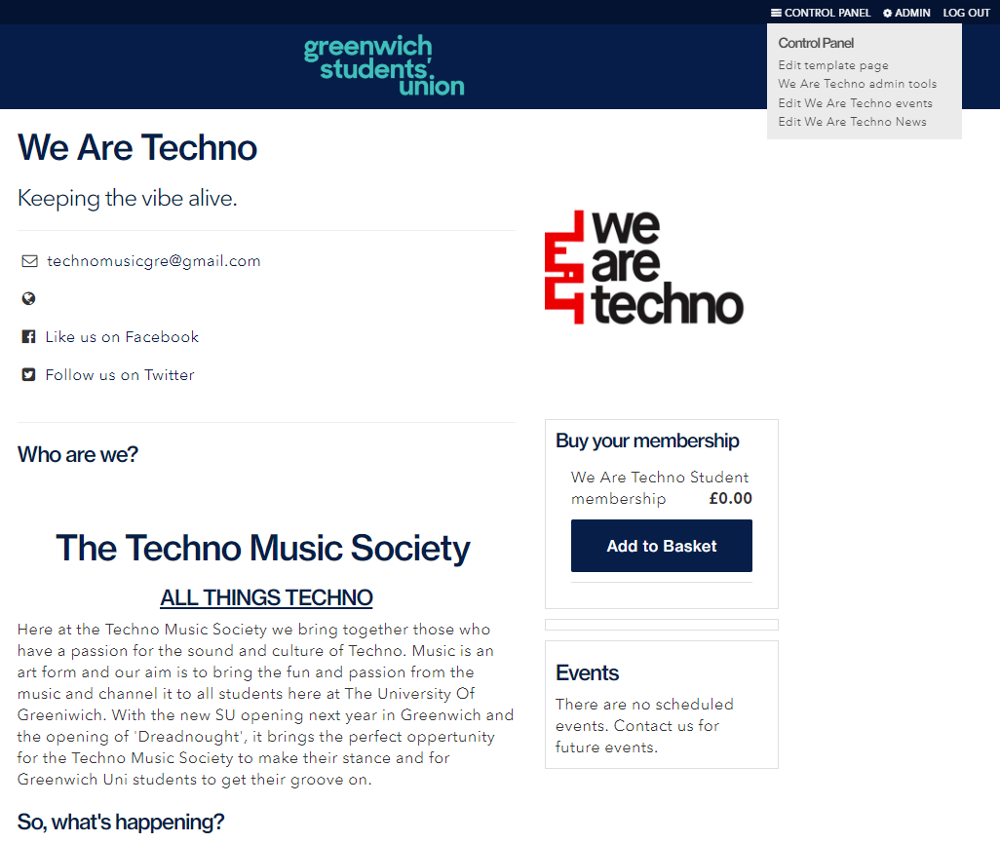 CONTROL PANEL ADMIN LOG OUT
greenwich
students'
union
Control Panel
Edit template page
We Are Techno admin tools
Edit We Are Techno events
Edit We Are Techno News
We Are Techno
Keeping the vibe alive.
technomusicgre@gmail.com
Like us on Facebook
Follow us on Twitter
we
are
techno
Who are we?
The Techno Music Society
ALL THINGS TECHNO
Here at the Techno Music Society we bring together those who
have a passion for the sound and culture of Techno. Music is an
art form and our aim is to bring the fun and passion from the
music and channel it to all students here at The University Of
Greeniwich. With the new SU opening next year in Greenwich and
the opening of 'Dreadnought', it brings the perfect oppertunity
for the Techno Music Society to make their stance and for
Greenwich Uni students to get their groove on.
So, what's happening?
Buy your membership
We Are Techno Student
membership £0.00
Add to Basket
Events
There are no scheduled
events. Contact us for
future events.